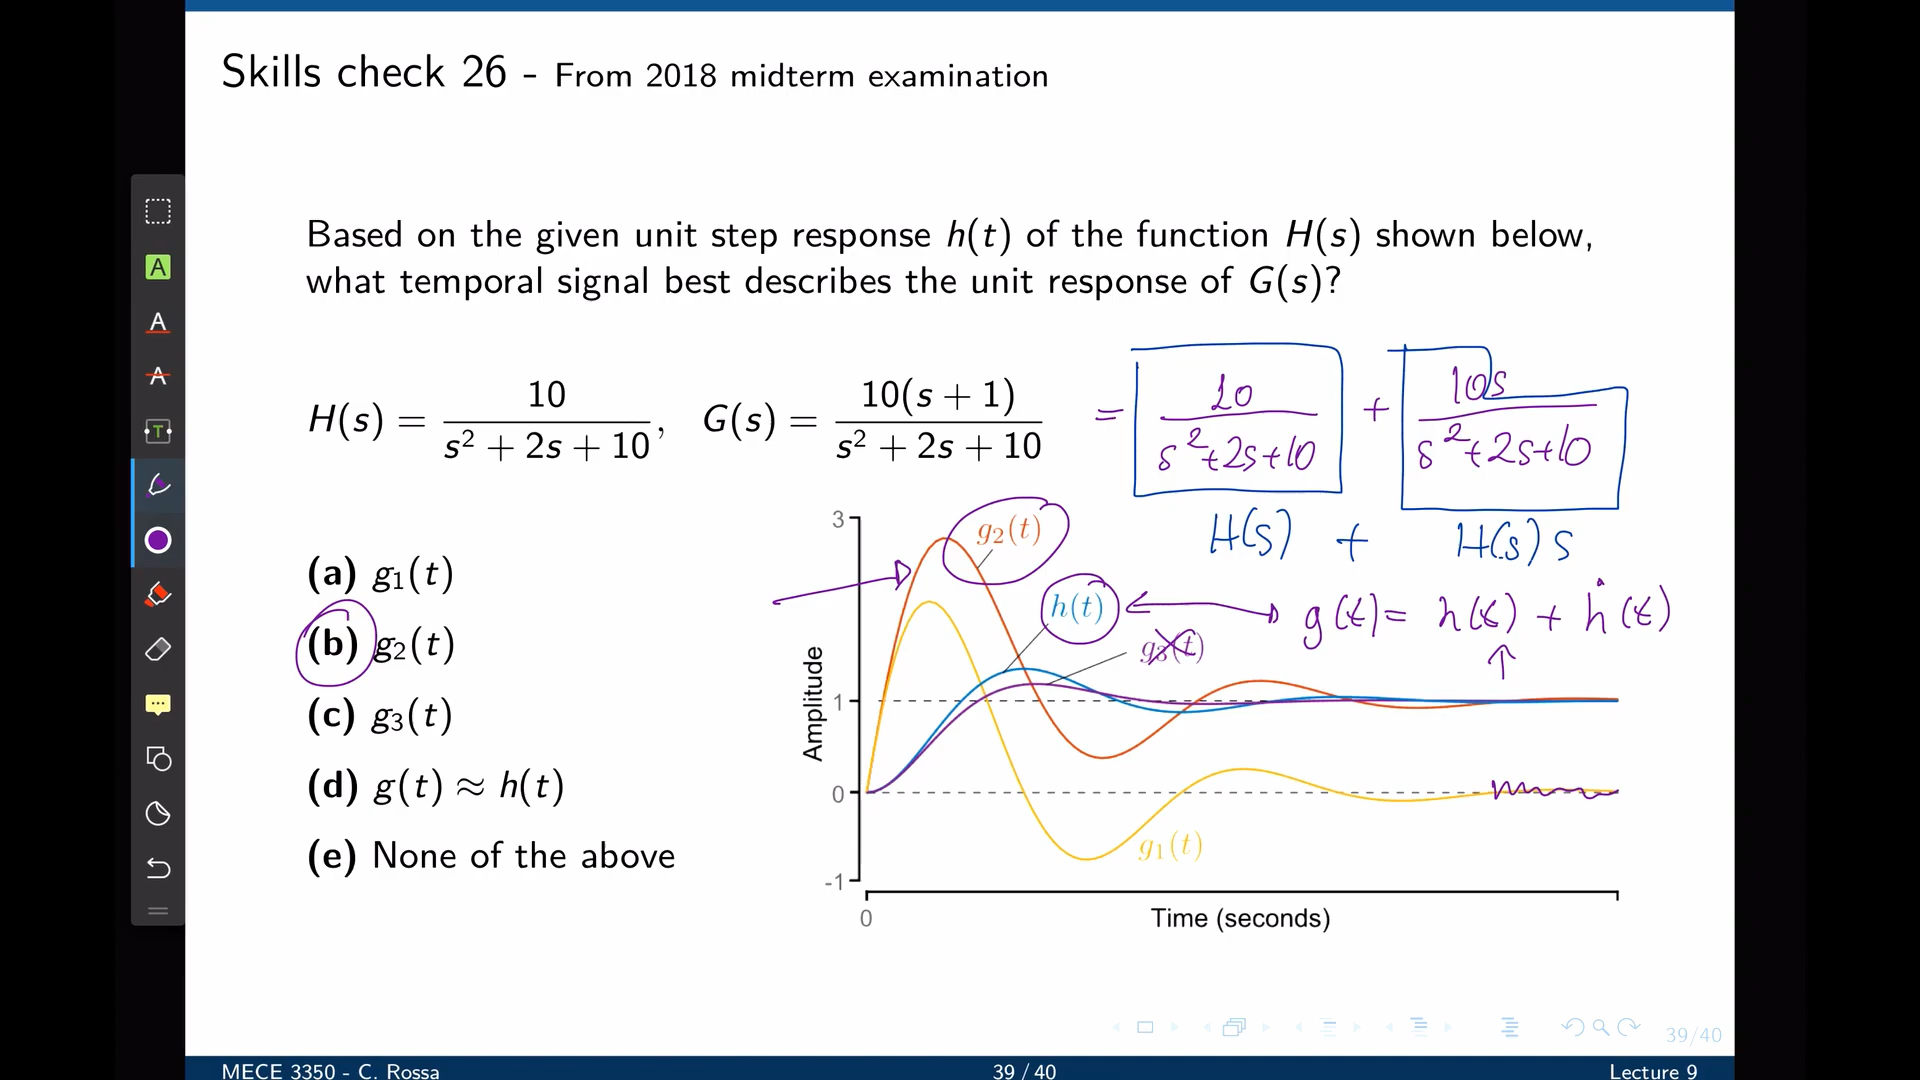 Skills check 26 - From 2018 midterm examination
Based on the given unit step response h(t) of the function H(s) shown below,
what temporal signal best describes the unit response of G(s)?
H(s) = 10 / (s² + 2s + 10), G(s) = 10(s + 1) / (s² + 2s + 10) = 10 / (s² + 2s + 10) + 10s / (s² + 2s + 10)
H(s) + H(s) s
g(t) = h(t) + ḣ(t)
(a) g₁(t)
(b) g₂(t)
(c) g₃(t)
(d) g(t) ≈ h(t)
(e) None of the above
3
1
0
-1
Amplitude
g₂(t)
h(t)
g₃(t)
g₁(t)
0
Time (seconds)
39/40
MECE 3350 - C. Rossa
39 / 40
Lecture 9
A
A
A
T